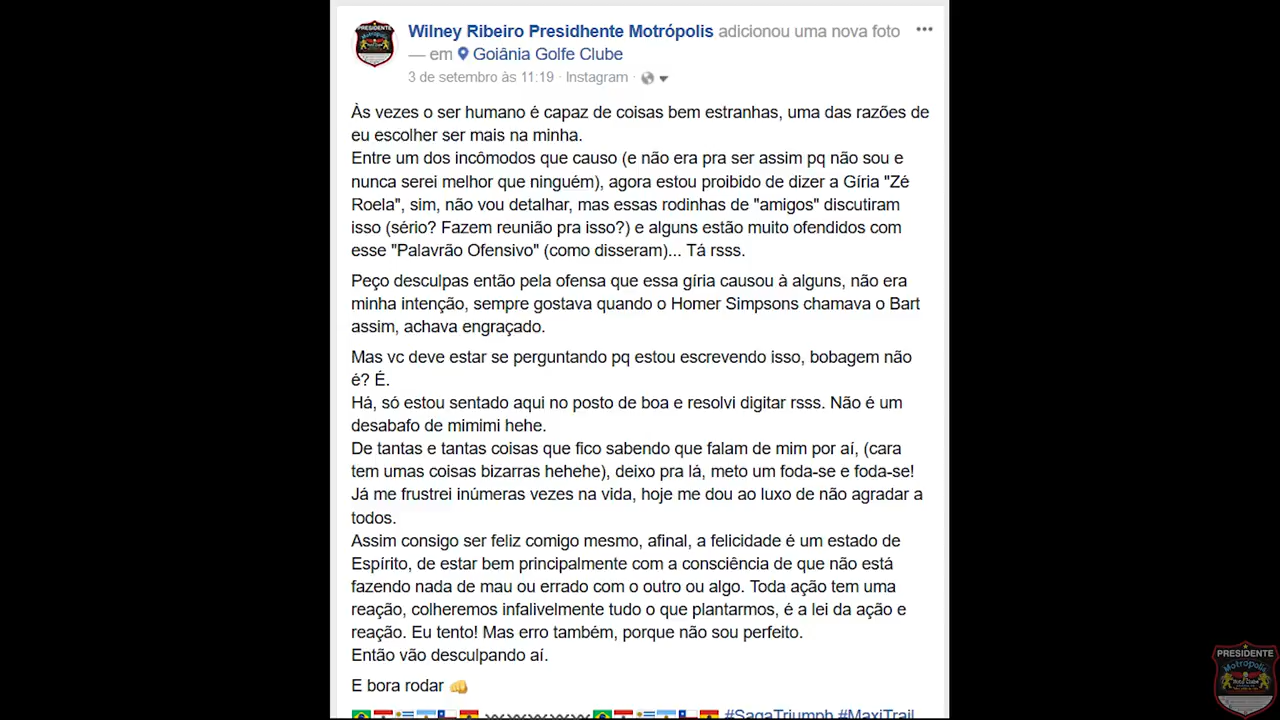 Wilney Ribeiro Presidhente Motrópolis adicionou uma nova foto
— em Goiânia Golfe Clube
3 de setembro às 11:19 · Instagram ·
Às vezes o ser humano é capaz de coisas bem estranhas, uma das razões de
eu escolher ser mais na minha.
Entre um dos incômodos que causo (e não era pra ser assim pq não sou e
nunca serei melhor que ninguém), agora estou proibido de dizer a Gíria "Zé
Roela", sim, não vou detalhar, mas essas rodinhas de "amigos" discutiram
isso (sério? Fazem reunião pra isso?) e alguns estão muito ofendidos com
esse "Palavrão Ofensivo" (como disseram)... Tá rsss.
Peço desculpas então pela ofensa que essa gíria causou à alguns, não era
minha intenção, sempre gostava quando o Homer Simpsons chamava o Bart
assim, achava engraçado.
Mas vc deve estar se perguntando pq estou escrevendo isso, bobagem não
é? É.
Há, só estou sentado aqui no posto de boa e resolvi digitar rsss. Não é um
desabafo de mimimi hehe.
De tantas e tantas coisas que fico sabendo que falam de mim por aí, (cara
tem umas coisas bizarras hehehe), deixo pra lá, meto um foda-se e foda-se!
Já me frustrei inúmeras vezes na vida, hoje me dou ao luxo de não agradar a
todos.
Assim consigo ser feliz comigo mesmo, afinal, a felicidade é um estado de
Espírito, de estar bem principalmente com a consciência de que não está
fazendo nada de mau ou errado com o outro ou algo. Toda ação tem uma
reação, colheremos infalivelmente tudo o que plantarmos, é a lei da ação e
reação. Eu tento! Mas erro também, porque não sou perfeito.
Então vão desculpando aí.
E bora rodar 👊
#SagaTriumph #MaxiTrail
PRESIDENTE
Motrópolis